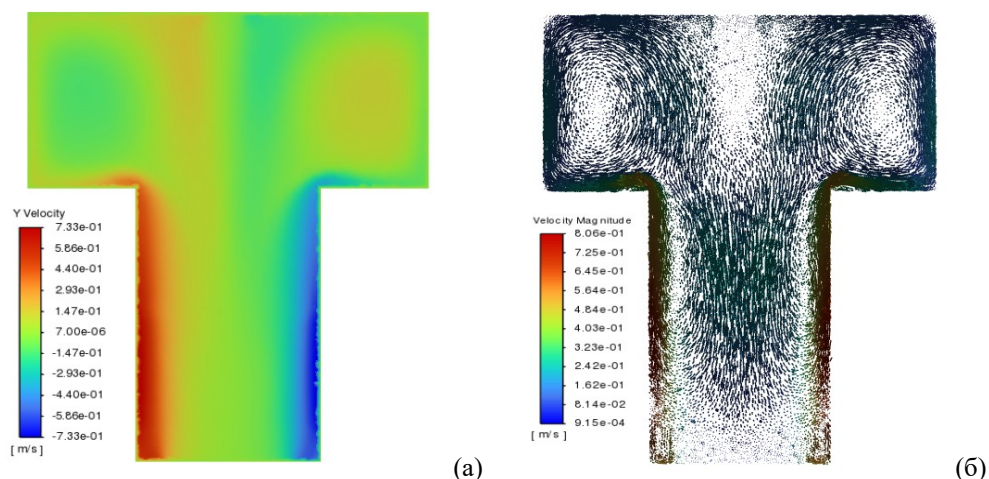 Y Velocity
7.33e-01
5.86e-01
4.40e-01
2.93e-01
1.47e-01
7.00e-06
-1.47e-01
-2.93e-01
-4.40e-01
-5.86e-01
-7.33e-01
[ m/s ]
(а)
Velocity Magnitude
8.06e-01
7.25e-01
6.45e-01
5.64e-01
4.84e-01
4.03e-01
3.23e-01
2.42e-01
1.62e-01
8.14e-02
9.15e-04
[ m/s ]
(б)